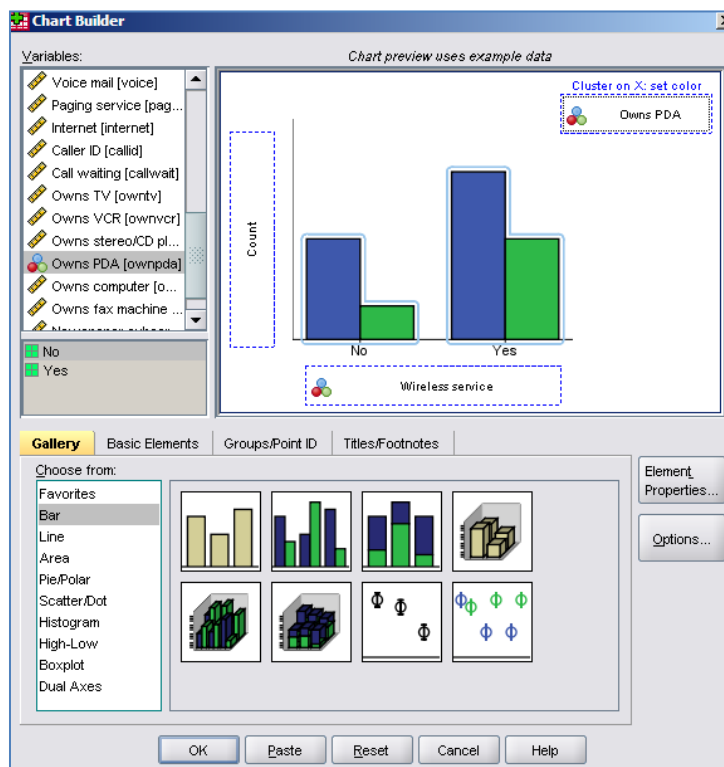 Chart Builder
Variables:
Chart preview uses example data
Voice mail [voice]
Paging service [pag...
Internet [internet]
Caller ID [callid]
Call waiting [callwait]
Owns TV [owntv]
Owns VCR [ownvcr]
Owns stereo/CD pl...
Owns PDA [ownpda]
Owns computer [o...
Owns fax machine ...
No
Yes
Cluster on X: set color
Owns PDA
Count
No Yes
Wireless service
Gallery Basic Elements Groups/Point ID Titles/Footnotes
Choose from:
Favorites
Bar
Line
Area
Pie/Polar
Scatter/Dot
Histogram
High-Low
Boxplot
Dual Axes
Element
Properties...
Options...
OK Paste Reset Cancel Help